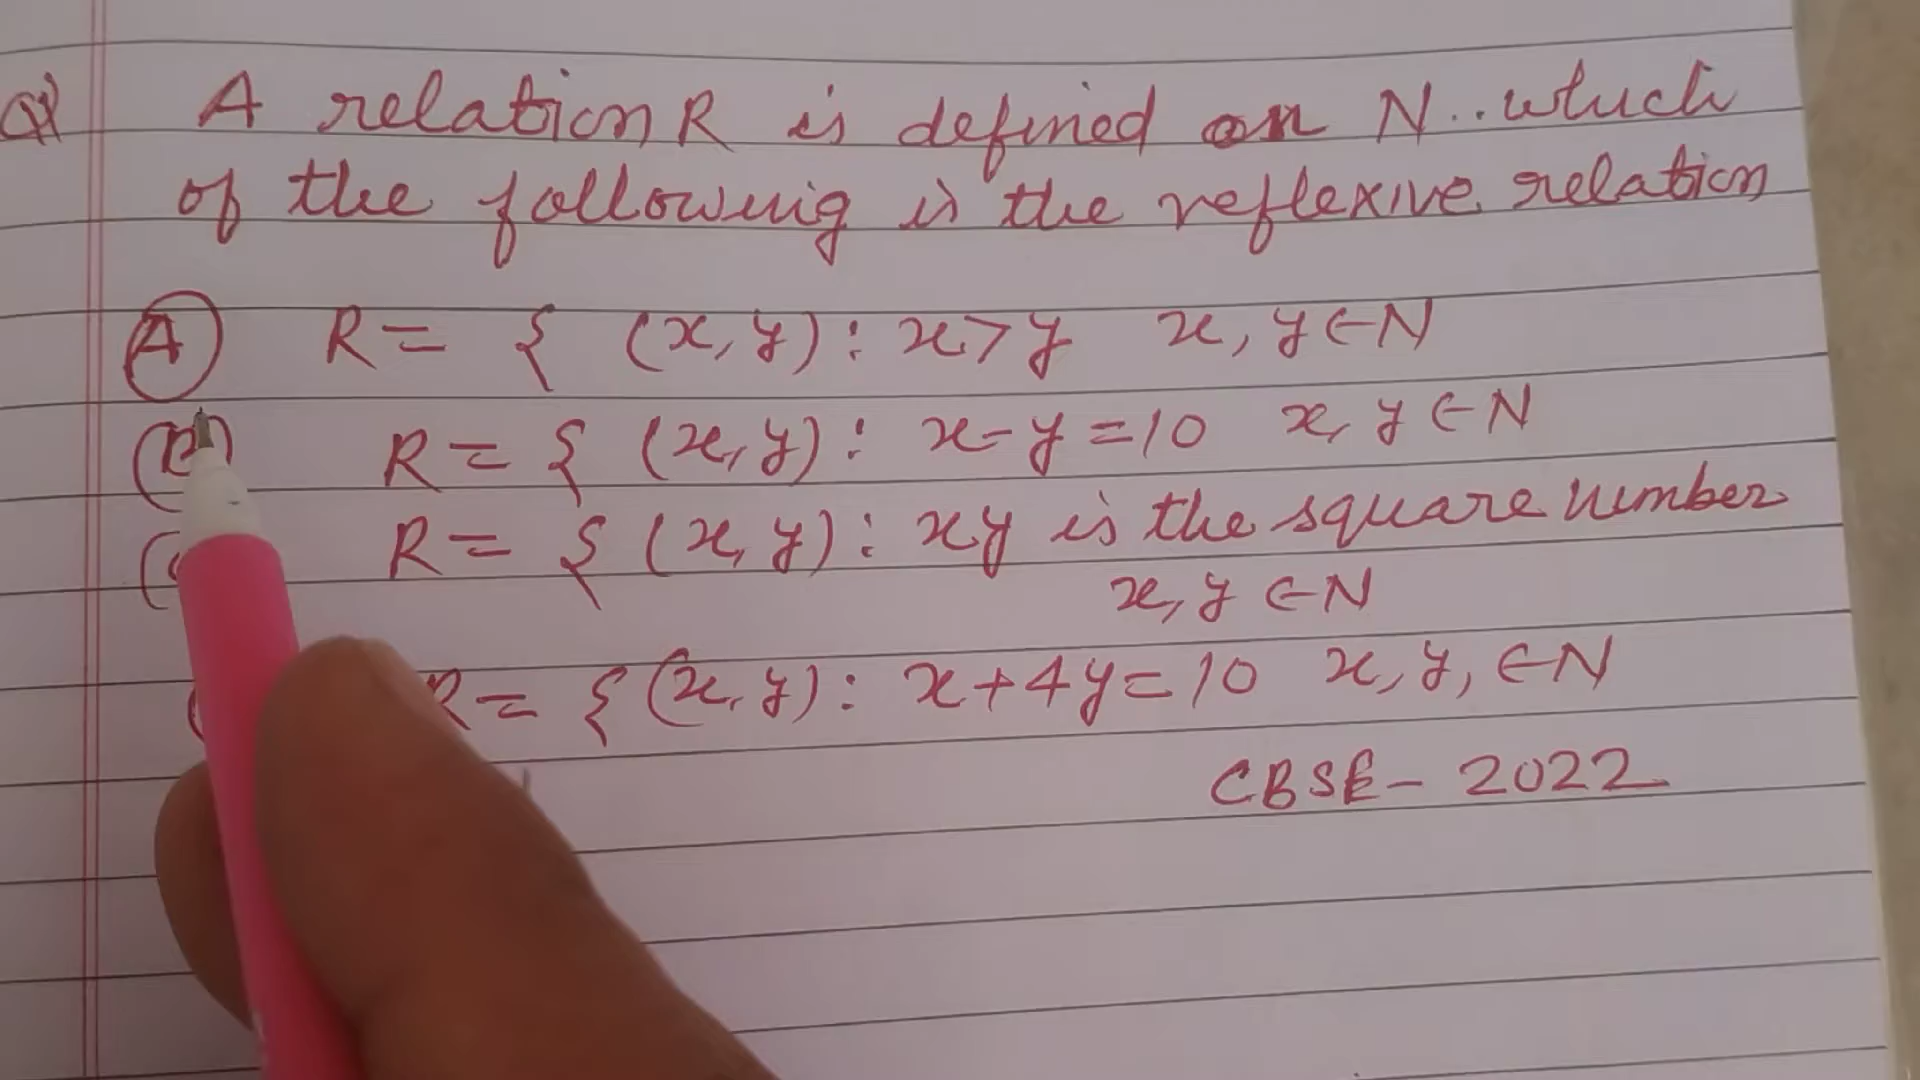 Q) A relation R is defined on N.. which
of the following is the reflexive relation
(A) R = { (x, y) : x > y x, y ∈ N
(B) R = { (x, y) : x - y = 10 x, y ∈ N
R = { (x, y) : xy is the square number
x, y ∈ N
R = { (x, y) : x + 4y = 10 x, y, ∈ N
CBSE - 2022